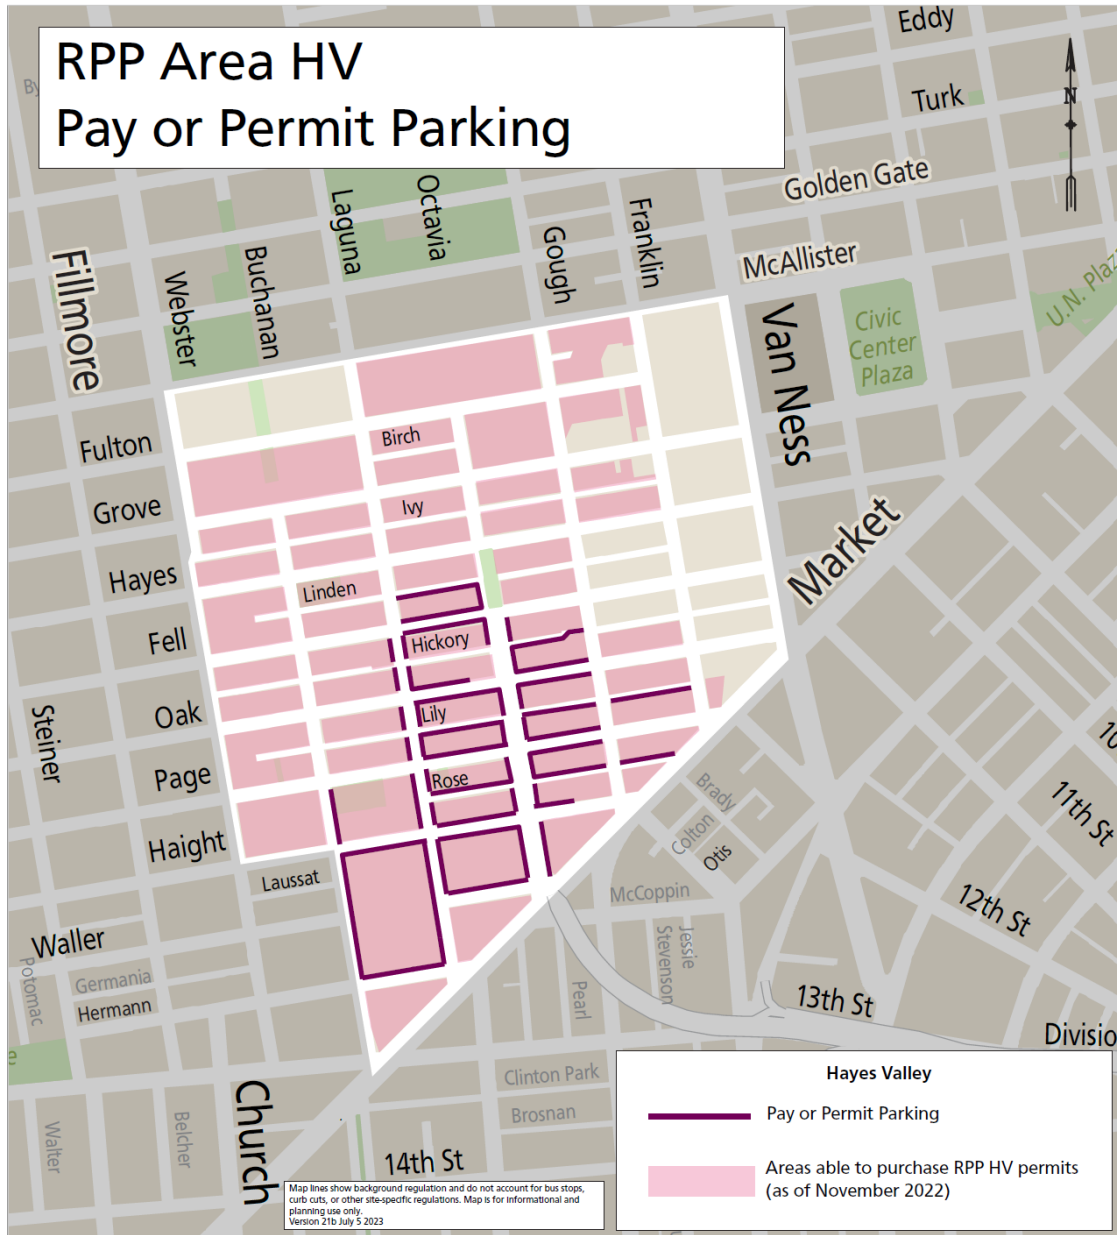 RPP Area HV
Pay or Permit Parking
Eddy
Turk
N
Golden Gate
McAllister
Laguna
Octavia
Gough
Franklin
Fillmore
Webster
Buchanan
Van Ness
Civic
Center
Plaza
Market
Fulton
Birch
Grove
Ivy
Hayes
Linden
Fell
Hickory
Oak
Lily
Steiner
Page
Rose
Haight
Laussat
Brady
Colton
Otis
11th St
12th St
McCoppin
Waller
Potomac
Germania
Hermann
Pearl
Stevenson
Jessie
13th St
Church
Clinton Park
Brosnan
Walter
Belcher
14th St
Map lines show background regulation and do not account for bus stops,
curb cuts, or other site-specific regulations. Map is for informational and
planning use only.
Version 21b July 5 2023
Hayes Valley
Pay or Permit Parking
Areas able to purchase RPP HV permits
(as of November 2022)